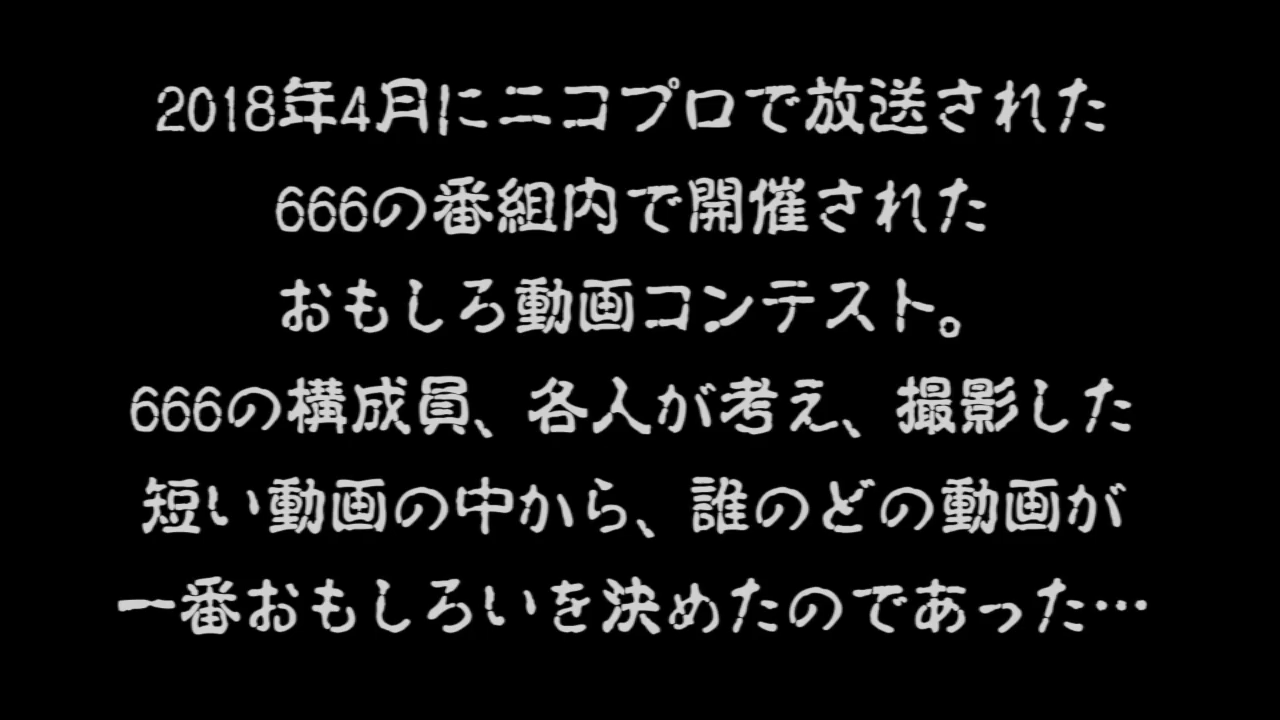 2018年4月にニコプロで放送された
666の番組内で開催された
おもしろ動画コンテスト。
666の構成員、各人が考え、撮影した
短い動画の中から、誰のどの動画が
一番おもしろいを決めたのであった…